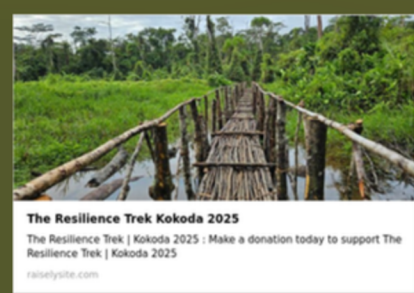 The Resilience Trek Kokoda 2025
The Resilience Trek | Kokoda 2025 : Make a donation today to support The
Resilience Trek | Kokoda 2025
raiselysite.com